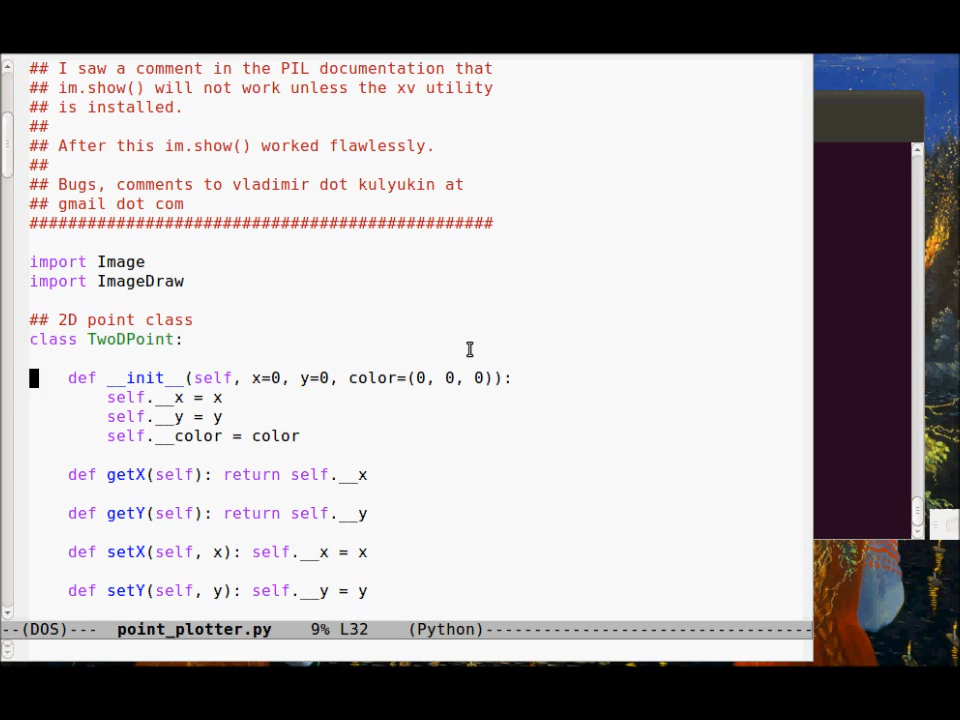 ## I saw a comment in the PIL documentation that
## im.show() will not work unless the xv utility
## is installed.
##
## After this im.show() worked flawlessly.
##
## Bugs, comments to vladimir dot kulyukin at
## gmail dot com
################################################
import Image
import ImageDraw
## 2D point class
class TwoDPoint:
    def __init__(self, x=0, y=0, color=(0, 0, 0)):
        self.__x = x
        self.__y = y
        self.__color = color
    def getX(self): return self.__x
    def getY(self): return self.__y
    def setX(self, x): self.__x = x
    def setY(self, y): self.__y = y
--(DOS)---  point_plotter.py    9% L32    (Python)----------------------------------